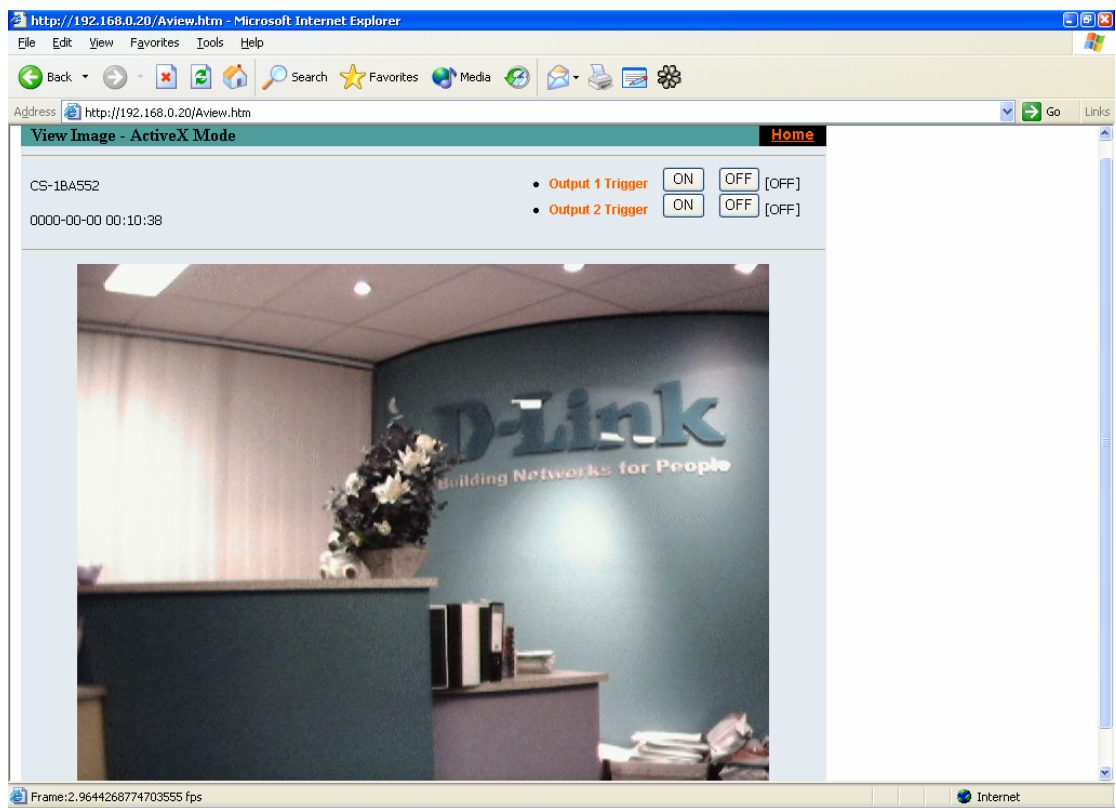 http://192.168.0.20/Aview.htm - Microsoft Internet Explorer
File Edit View Favorites Tools Help
Back Search Favorites Media
Address http://192.168.0.20/Aview.htm Go Links
View Image - ActiveX Mode Home
CS-1BA552
Output 1 Trigger ON OFF [OFF]
Output 2 Trigger ON OFF [OFF]
0000-00-00 00:10:38
D-Link
Building Networks for People
Frame:2.9644268774703555 fps Internet